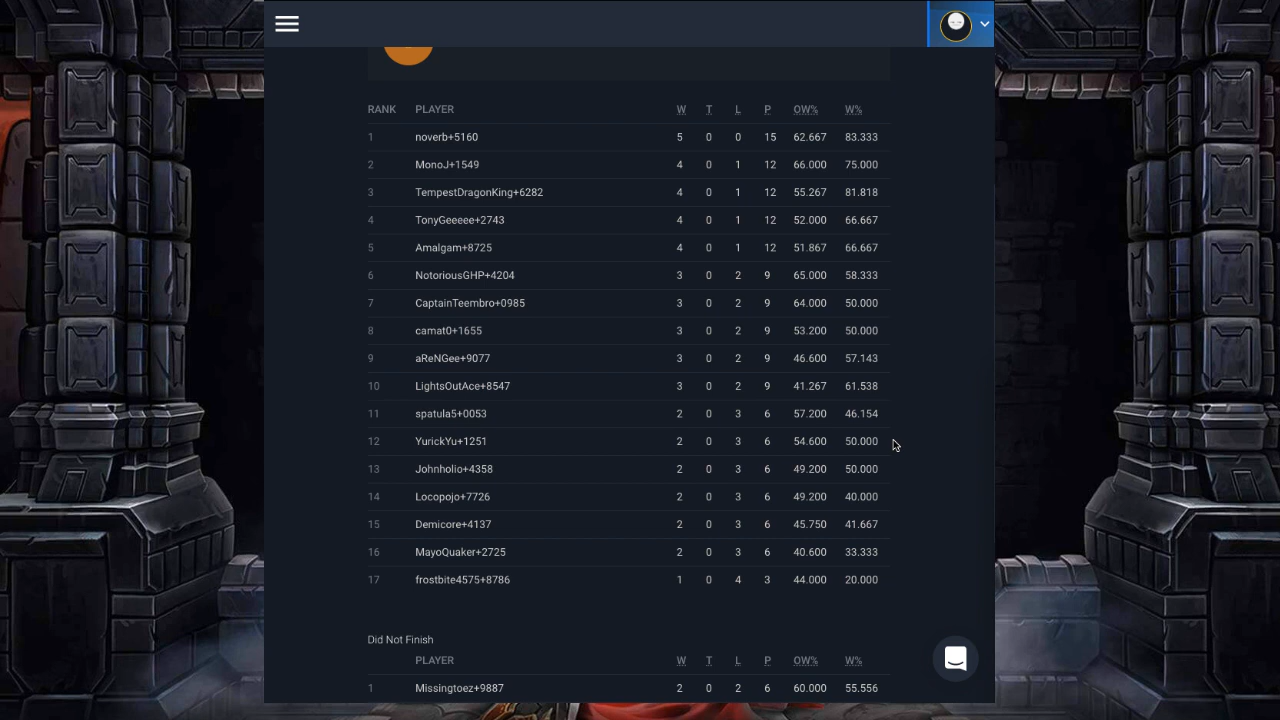 RANK PLAYER W T L P OW% W%
1 noverb+5160 5 0 0 15 62.667 83.333
2 MonoJ+1549 4 0 1 12 66.000 75.000
3 TempestDragonKing+6282 4 0 1 12 55.267 81.818
4 TonyGeeeee+2743 4 0 1 12 52.000 66.667
5 Amalgam+8725 4 0 1 12 51.867 66.667
6 NotoriousGHP+4204 3 0 2 9 65.000 58.333
7 CaptainTeembro+0985 3 0 2 9 64.000 50.000
8 camat0+1655 3 0 2 9 53.200 50.000
9 aReNGee+9077 3 0 2 9 46.600 57.143
10 LightsOutAce+8547 3 0 2 9 41.267 61.538
11 spatula5+0053 2 0 3 6 57.200 46.154
12 YurickYu+1251 2 0 3 6 54.600 50.000
13 Johnholio+4358 2 0 3 6 49.200 50.000
14 Locopojo+7726 2 0 3 6 49.200 40.000
15 Demicore+4137 2 0 3 6 45.750 41.667
16 MayoQuaker+2725 2 0 3 6 40.600 33.333
17 frostbite4575+8786 1 0 4 3 44.000 20.000
Did Not Finish
PLAYER W T L P OW% W%
1 Missingtoez+9887 2 0 2 6 60.000 55.556